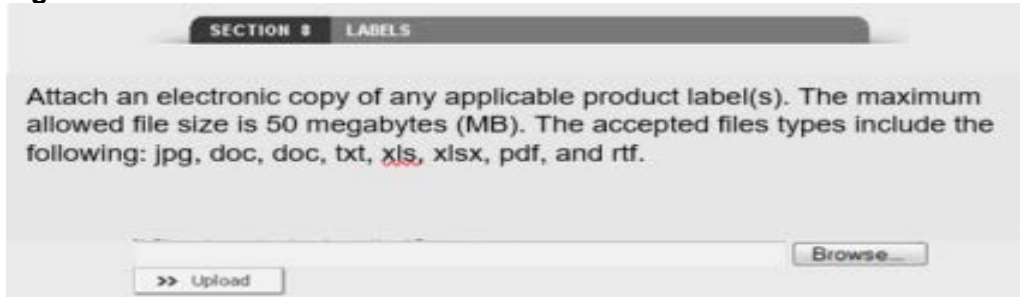 SECTION 8 LABELS
Attach an electronic copy of any applicable product label(s). The maximum
allowed file size is 50 megabytes (MB). The accepted files types include the
following: jpg, doc, doc, txt, xls, xlsx, pdf, and rtf.
Browse...
>> Upload